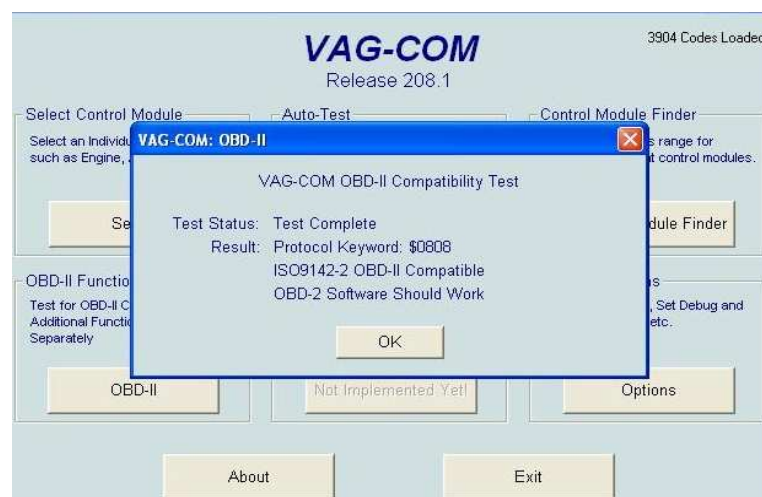 VAG-COM
Release 208.1
3904 Codes Loaded
Select Control Module
Auto-Test
Control Module Finder
Select an
such as Engine,
s range for
t control modules.
VAG-COM: OBD-II
VAG-COM OBD-II Compatibility Test
Test Status: Test Complete
Result: Protocol Keyword: $0808
ISO9142-2 OBD-II Compatible
OBD-2 Software Should Work
OK
Se
dule Finder
OBD-II Functio
s
Test for OBD-II C
Additional Functio
Separately
, Set Debug and
etc.
OBD-II
Not Implemented Yet!
Options
About
Exit